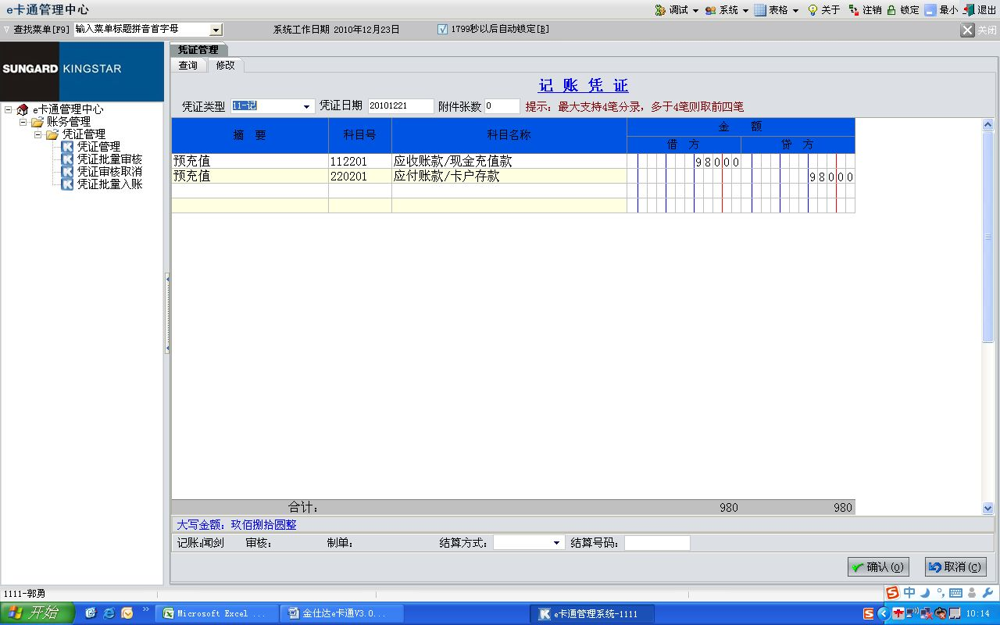 e卡通管理中心 调试 系统 表格 关于 注销 锁定 最小 退出
查找菜单[F9] 输入菜单标题拼音首字母 系统工作日期 2010年12月23日 1799秒以后自动锁定[B] 关闭
SUNGARD KINGSTAR
e卡通管理中心
账务管理
凭证管理
凭证管理
凭证批量审核
凭证审核取消
凭证批量入账
凭证管理
查询 修改
记 账 凭 证
凭证类型 11-记 凭证日期 20101221 附件张数 0 提示：最大支持4笔分录，多于4笔则取前四笔
摘 要 科目号 科目名称 金 额
借 方 贷 方
预充值 112201 应收账款/现金充值款 98000
预充值 220201 应付账款/卡户存款 98000
合计： 980 980
大写金额：玖佰捌拾圆整
记账:闻剑 审核： 制单： 结算方式： 结算号码：
确认(O) 取消(C)
1111-郭勇
中
开始 Microsoft Excel ... 金仕达e卡通V3.0... e卡通管理系统-1111 10:14